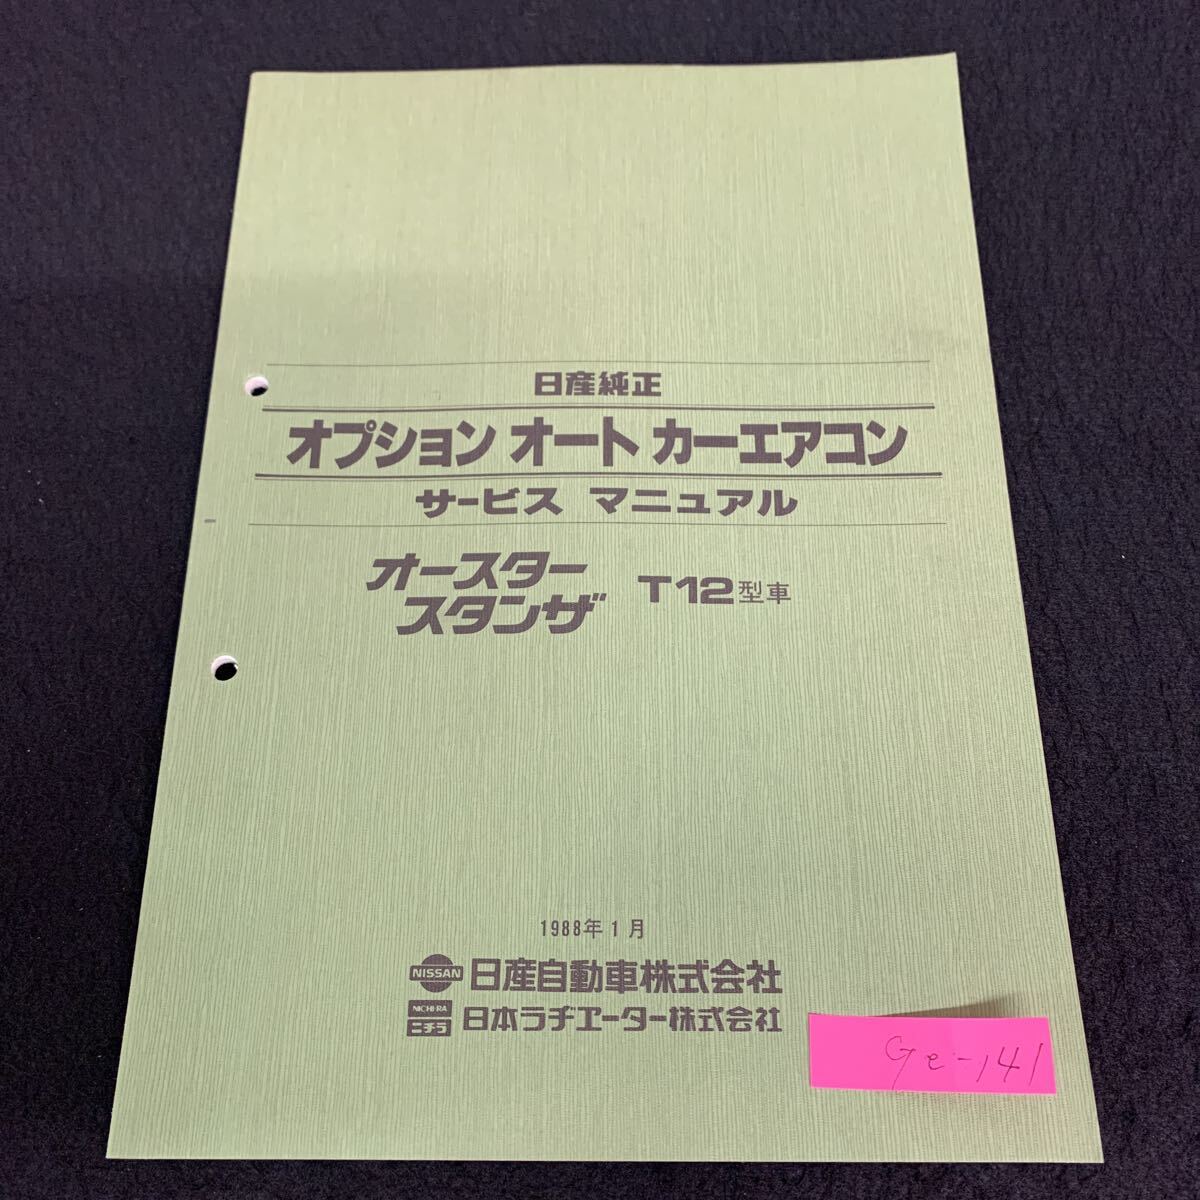 日産純正
オプション オート カーエアコン
サービス マニュアル
オースター
スタンザ
T12型車
1988年1月
NISSAN 日産自動車株式会社
NICHI-RA
ニチラ 日本ラヂエーター株式会社
Ge-141